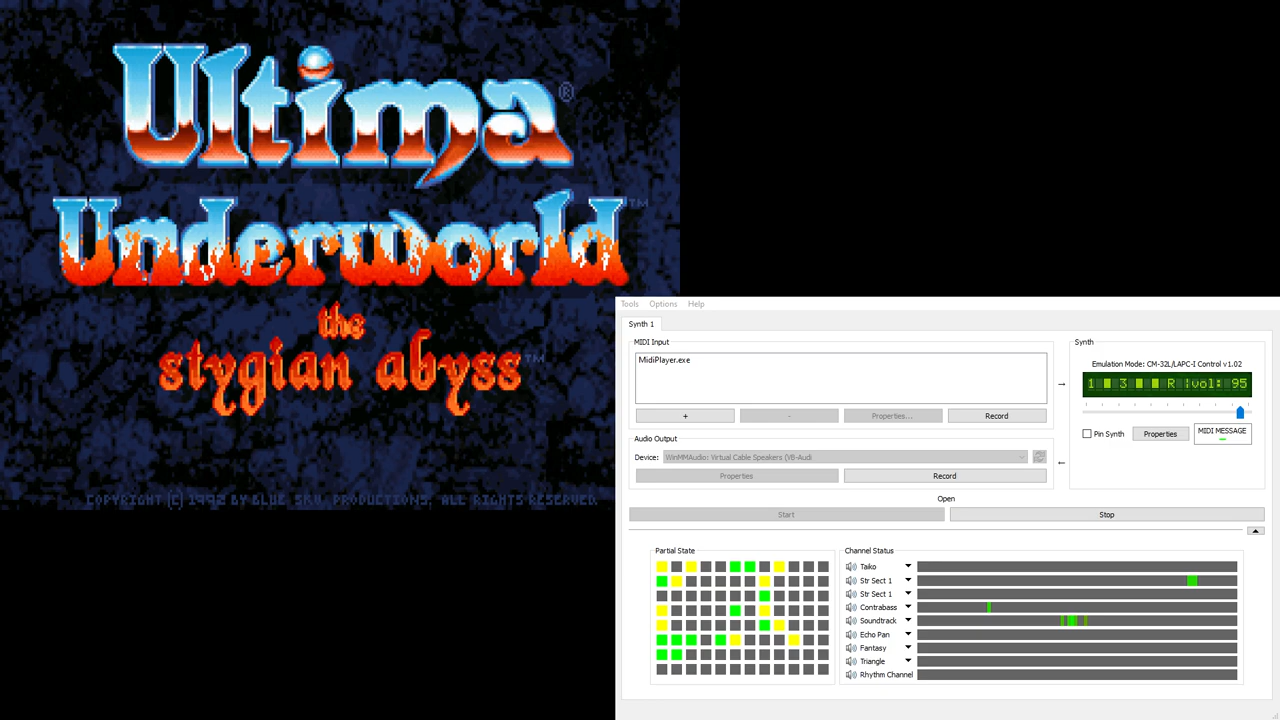 Ultima®
Underworld™
the
stygian abyss™
COPYRIGHT (C) 1992 BY BLUE SKY PRODUCTIONS. ALL RIGHTS RESERVED.
Tools Options Help
Synth 1
MIDI Input
MidiPlayer.exe
+ - Properties... Record
Audio Output
Device: WinMMAudio: Virtual Cable Speakers (VB-Audi
Properties Record
→
←
Synth
Emulation Mode: CM-32L/LAPC-I Control v1.02
1 3 R |vol: 95
Pin Synth Properties MIDI MESSAGE
Open
Start Stop
Partial State
Channel Status
Taiko
Str Sect 1
Str Sect 1
Contrabass
Soundtrack
Echo Pan
Fantasy
Triangle
Rhythm Channel